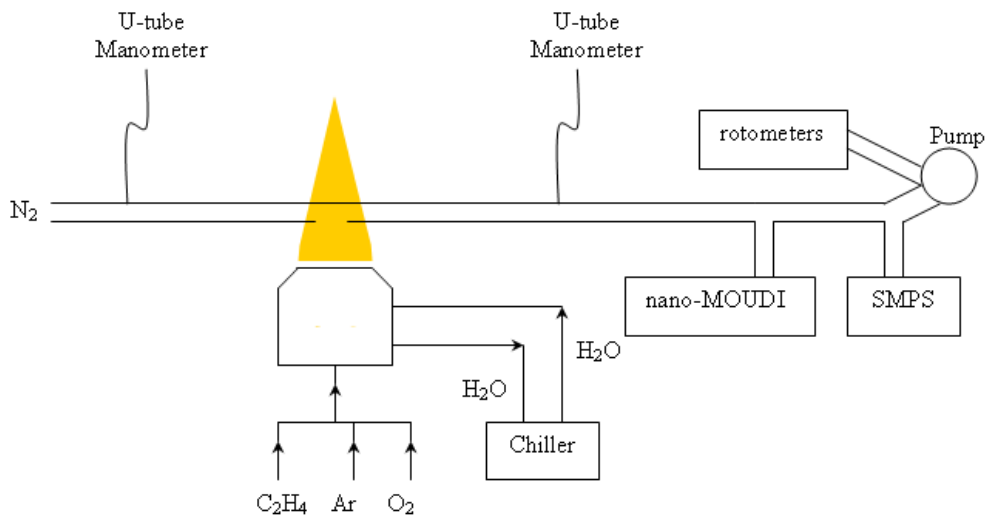 U-tube
Manometer
U-tube
Manometer
rotometers
Pump
N₂
nano-MOUDI
SMPS
H₂O
H₂O
Chiller
C₂H₄
Ar
O₂